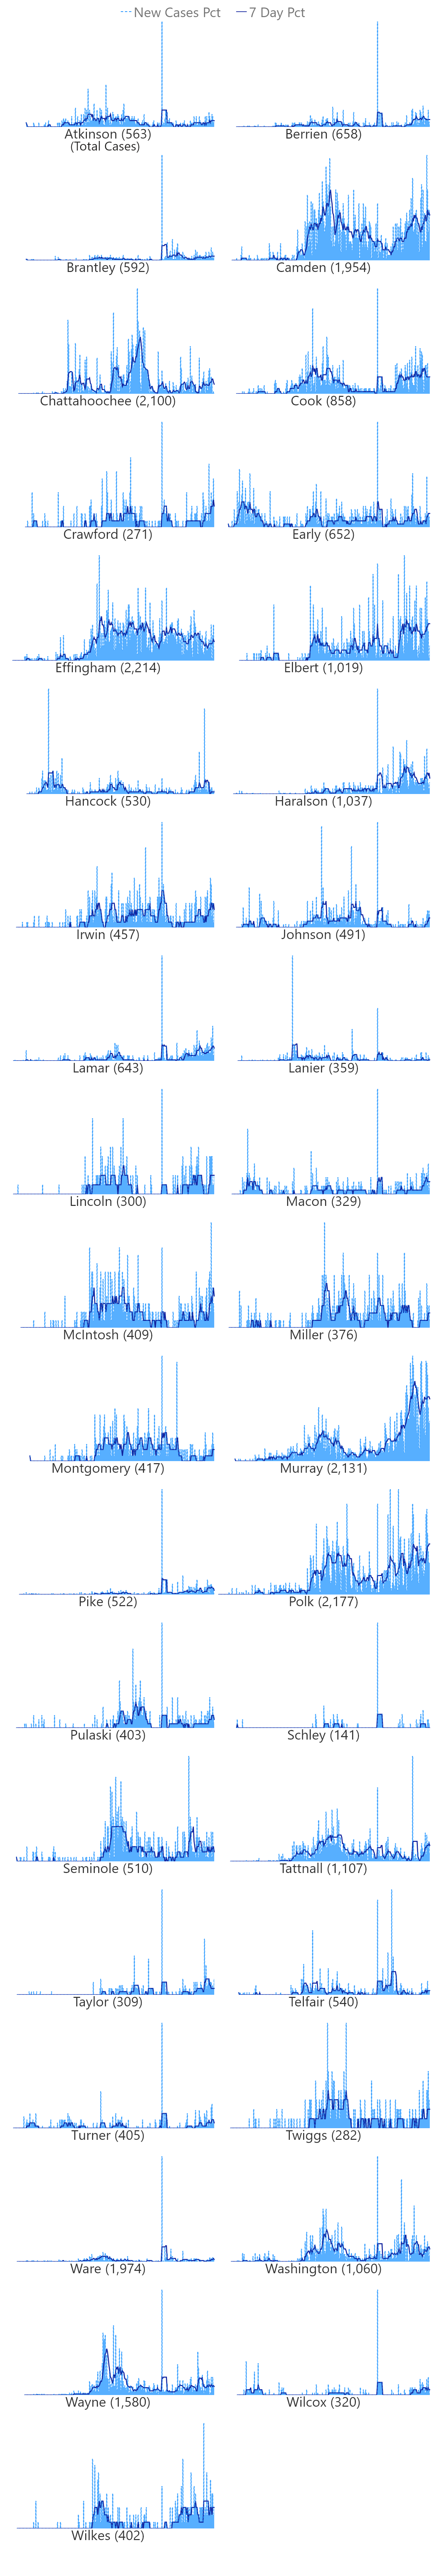 New Cases Pct 7 Day Pct
Atkinson (563) Berrien (658)
(Total Cases)
Brantley (592) Camden (1,954)
Chattahoochee (2,100) Cook (858)
Crawford (271) Early (652)
Effingham (2,214) Elbert (1,019)
Hancock (530) Haralson (1,037)
Irwin (457) Johnson (491)
Lamar (643) Lanier (359)
Lincoln (300) Macon (329)
McIntosh (409) Miller (376)
Montgomery (417) Murray (2,131)
Pike (522) Polk (2,177)
Pulaski (403) Schley (141)
Seminole (510) Tattnall (1,107)
Taylor (309) Telfair (540)
Turner (405) Twiggs (282)
Ware (1,974) Washington (1,060)
Wayne (1,580) Wilcox (320)
Wilkes (402)